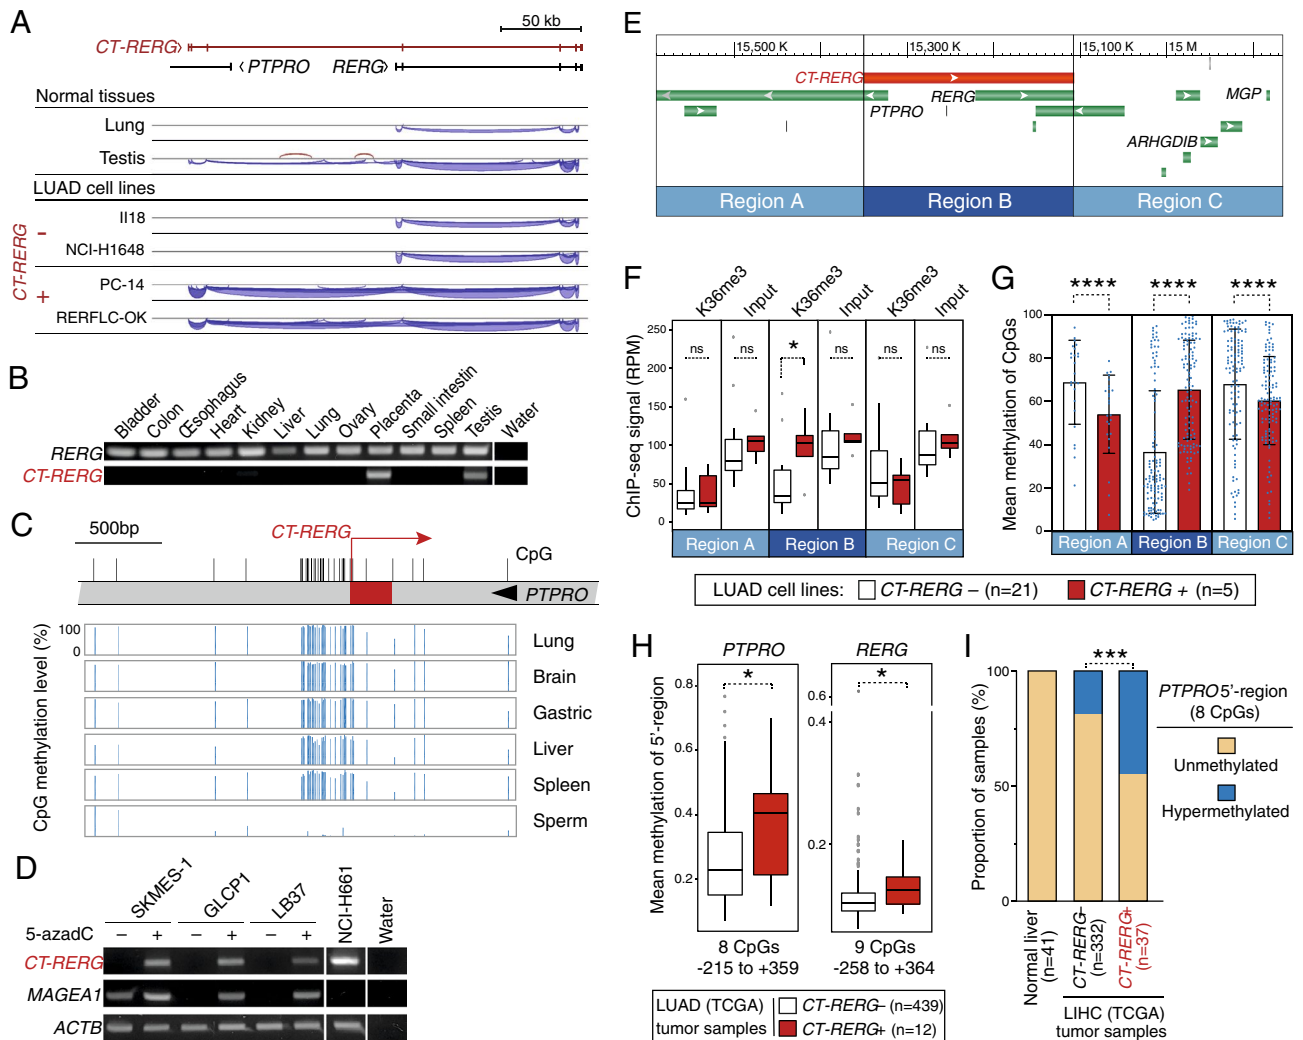 A
50 kb
CT-RERG
PTPRO RERG
Normal tissues
Lung
Testis
LUAD cell lines
CT-RERG
−
II18
NCI-H1648
+
PC-14
RERFLC-OK
B
Bladder
Colon
Œsophagus
Heart
Kidney
Liver
Lung
Ovary
Placenta
Small intestin
Spleen
Testis
Water
RERG
CT-RERG
C
500bp
CT-RERG
CpG
PTPRO
CpG methylation level (%)
100
0
Lung
Brain
Gastric
Liver
Spleen
Sperm
D
SKMES-1
GLCP1
LB37
NCI-H661
Water
5-azadC − + − + − +
CT-RERG
MAGEA1
ACTB
E
15,500 K 15,300 K 15,100 K 15 M
CT-RERG
RERG MGP
PTPRO
ARHGDIB
Region A Region B Region C
F
K36me3
Input
K36me3
Input
K36me3
Input
ChIP-seq signal (RPM)
250
200
150
100
50
0
ns ns * ns ns ns
Region A Region B Region C
G
**** **** ****
Mean methylation of CpGs
100
80
60
40
20
0
Region A Region B Region C
LUAD cell lines: CT-RERG − (n=21) CT-RERG + (n=5)
H
PTPRO RERG
Mean methylation of 5'-region
* *
0.8
0.6
0.4
0.2
0.6
0.4
0.2
8 CpGs
-215 to +359
9 CpGs
-258 to +364
LUAD (TCGA)
tumor samples
CT-RERG− (n=439)
CT-RERG+ (n=12)
I
***
Proportion of samples (%)
100
50
0
PTPRO 5'-region
(8 CpGs)
Unmethylated
Hypermethylated
Normal liver
(n=41)
CT-RERG−
(n=332)
CT-RERG+
(n=37)
LIHC (TCGA)
tumor samples